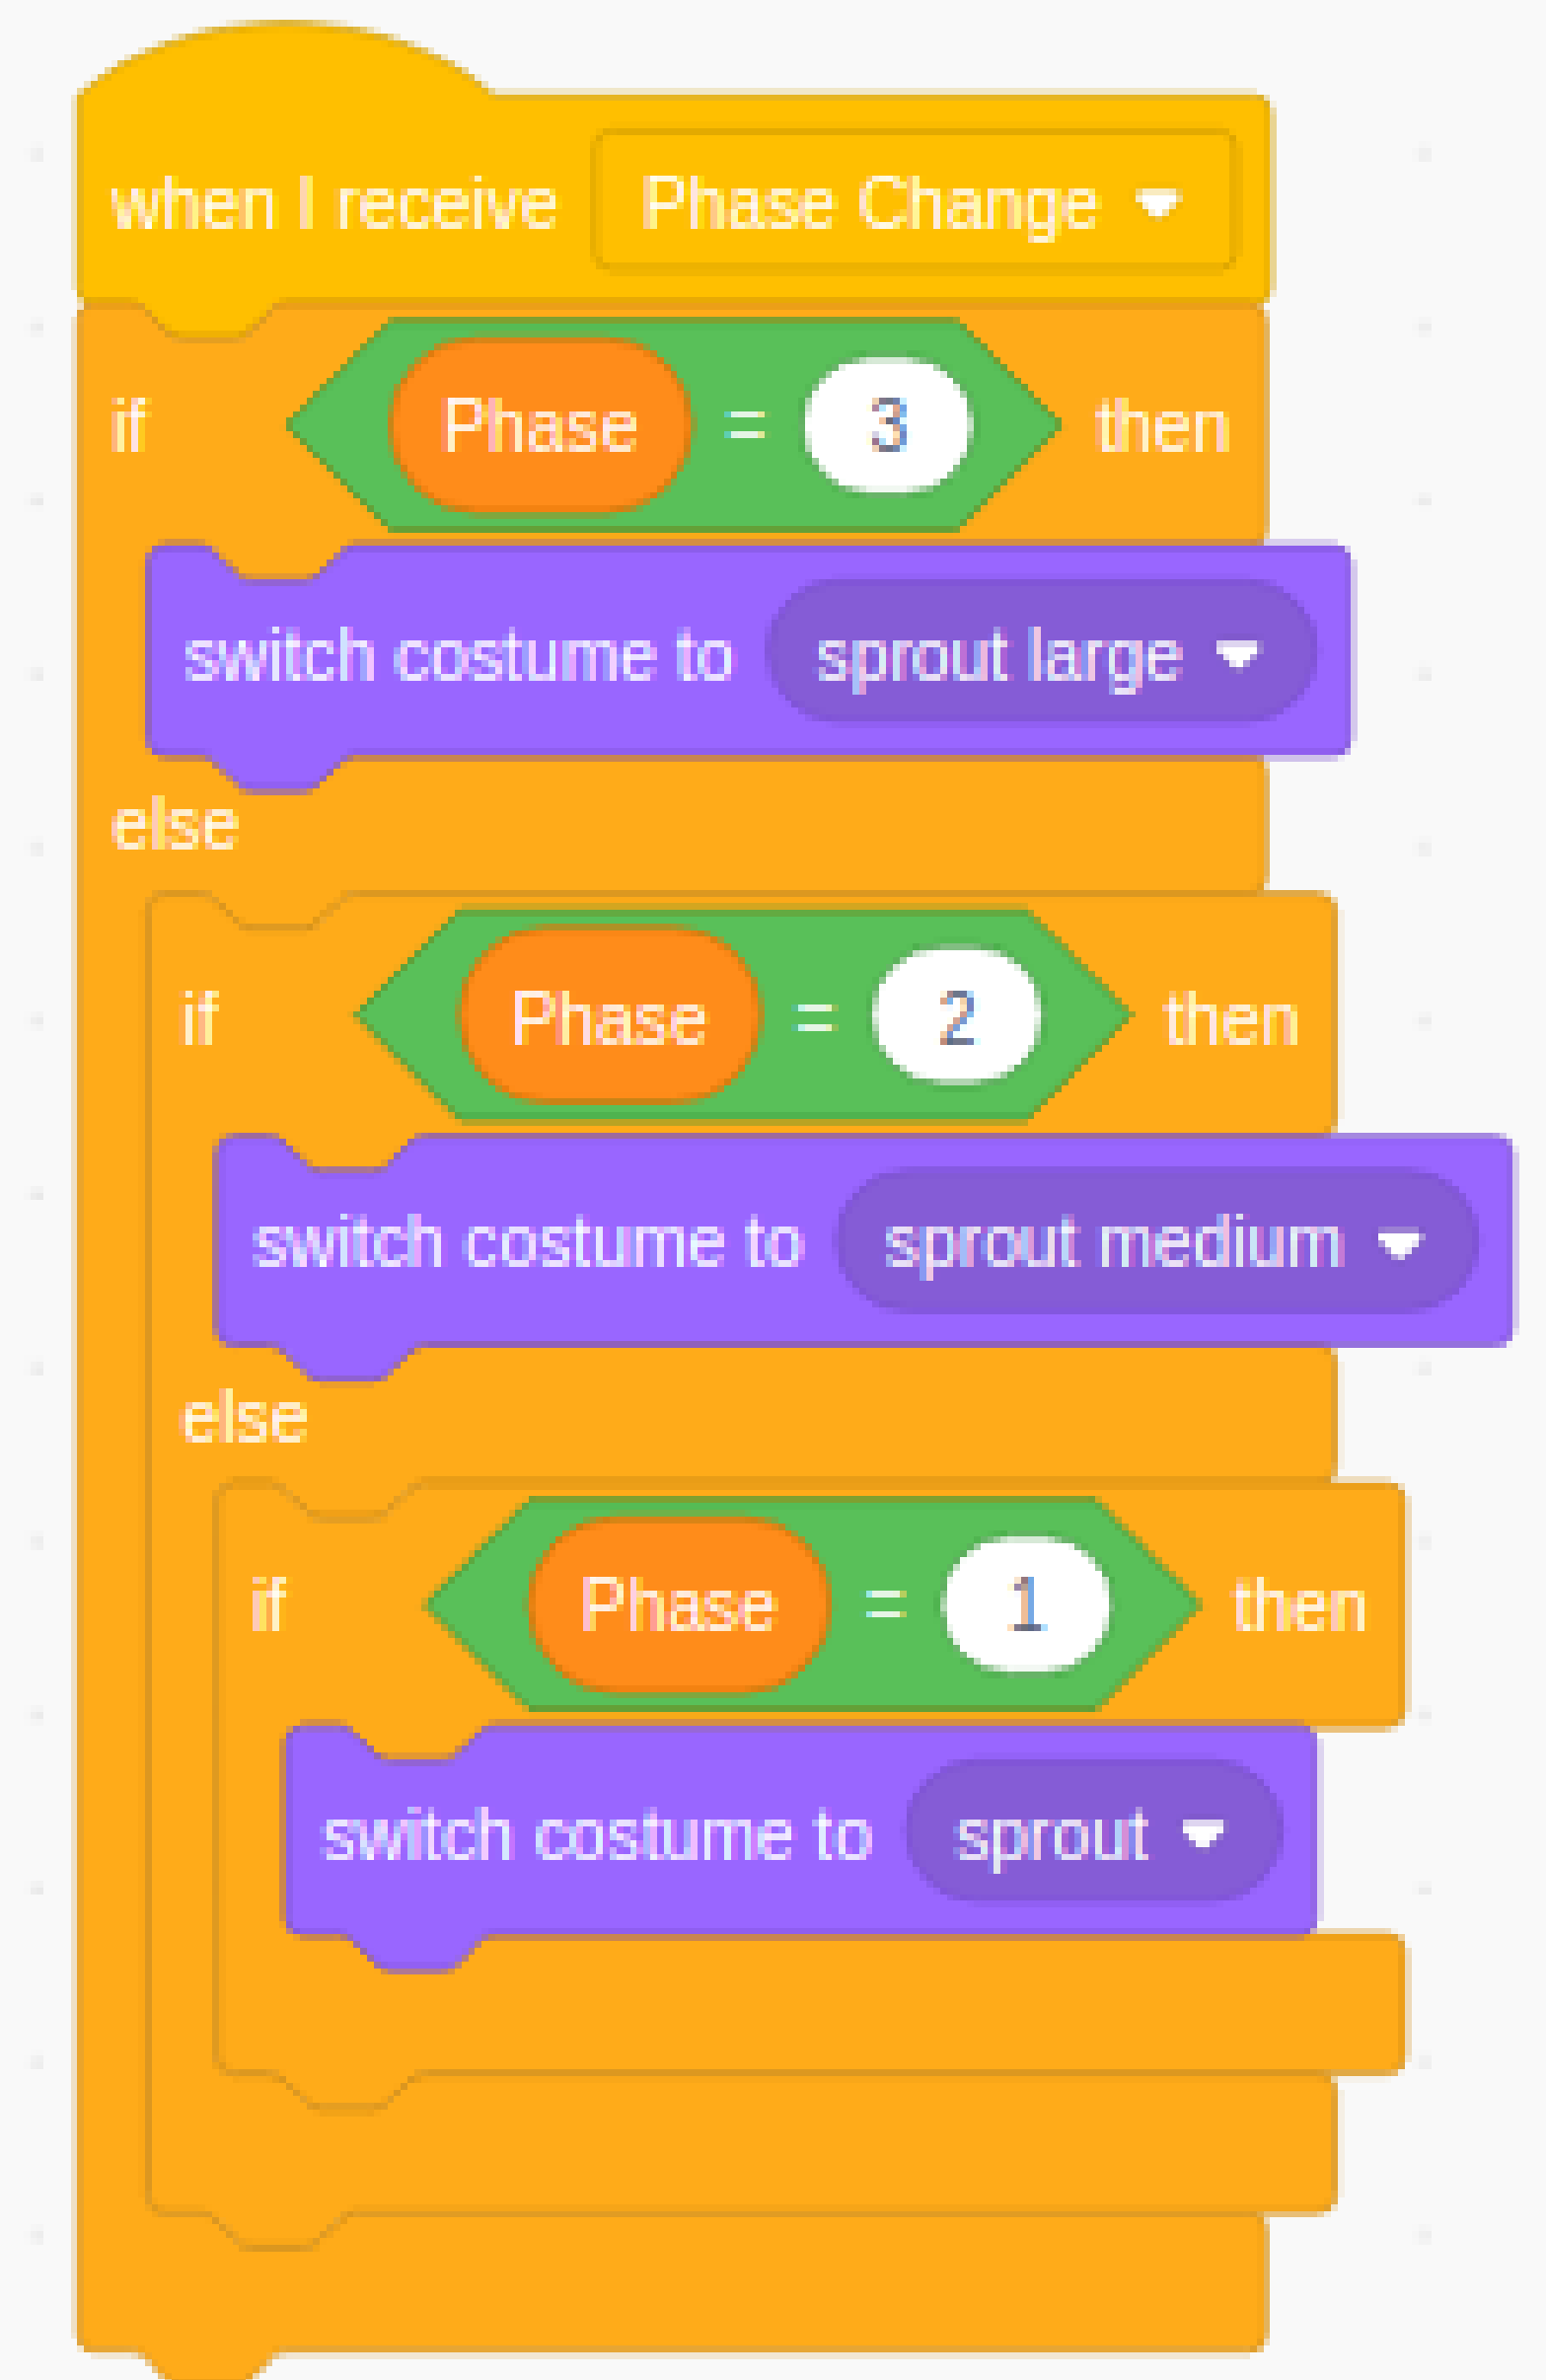 when I receive Phase Change
if Phase = 3 then
switch costume to sprout large
else
if Phase = 2 then
switch costume to sprout medium
else
if Phase = 1 then
switch costume to sprout